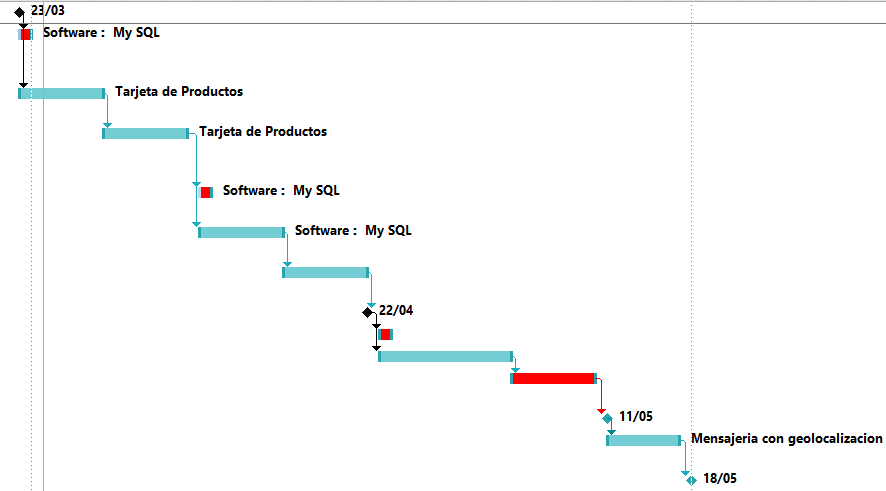 23/03
Software : My SQL
Tarjeta de Productos
Tarjeta de Productos
Software : My SQL
Software : My SQL
22/04
11/05
Mensajeria con geolocalizacion
18/05